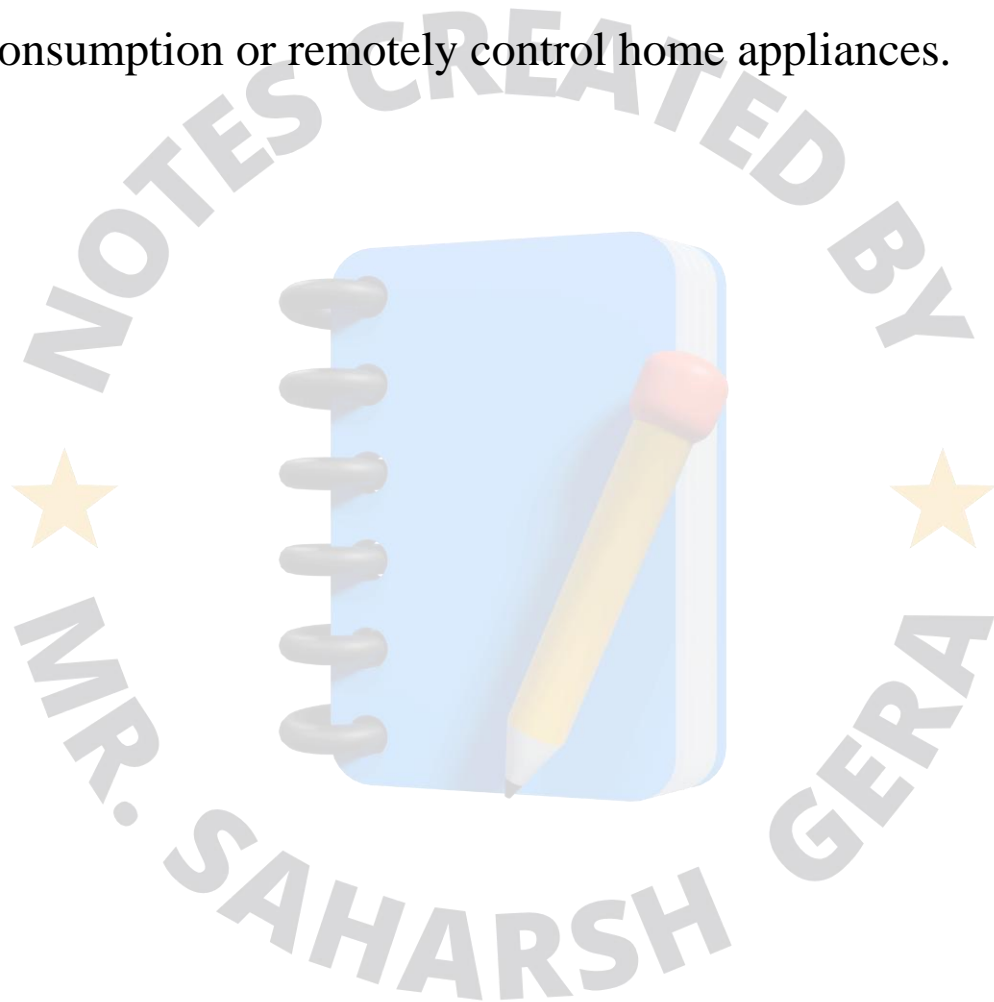 onsumption or remotely control home appliances.
NOTES CREATED BY
MR. SAHARSH GERA